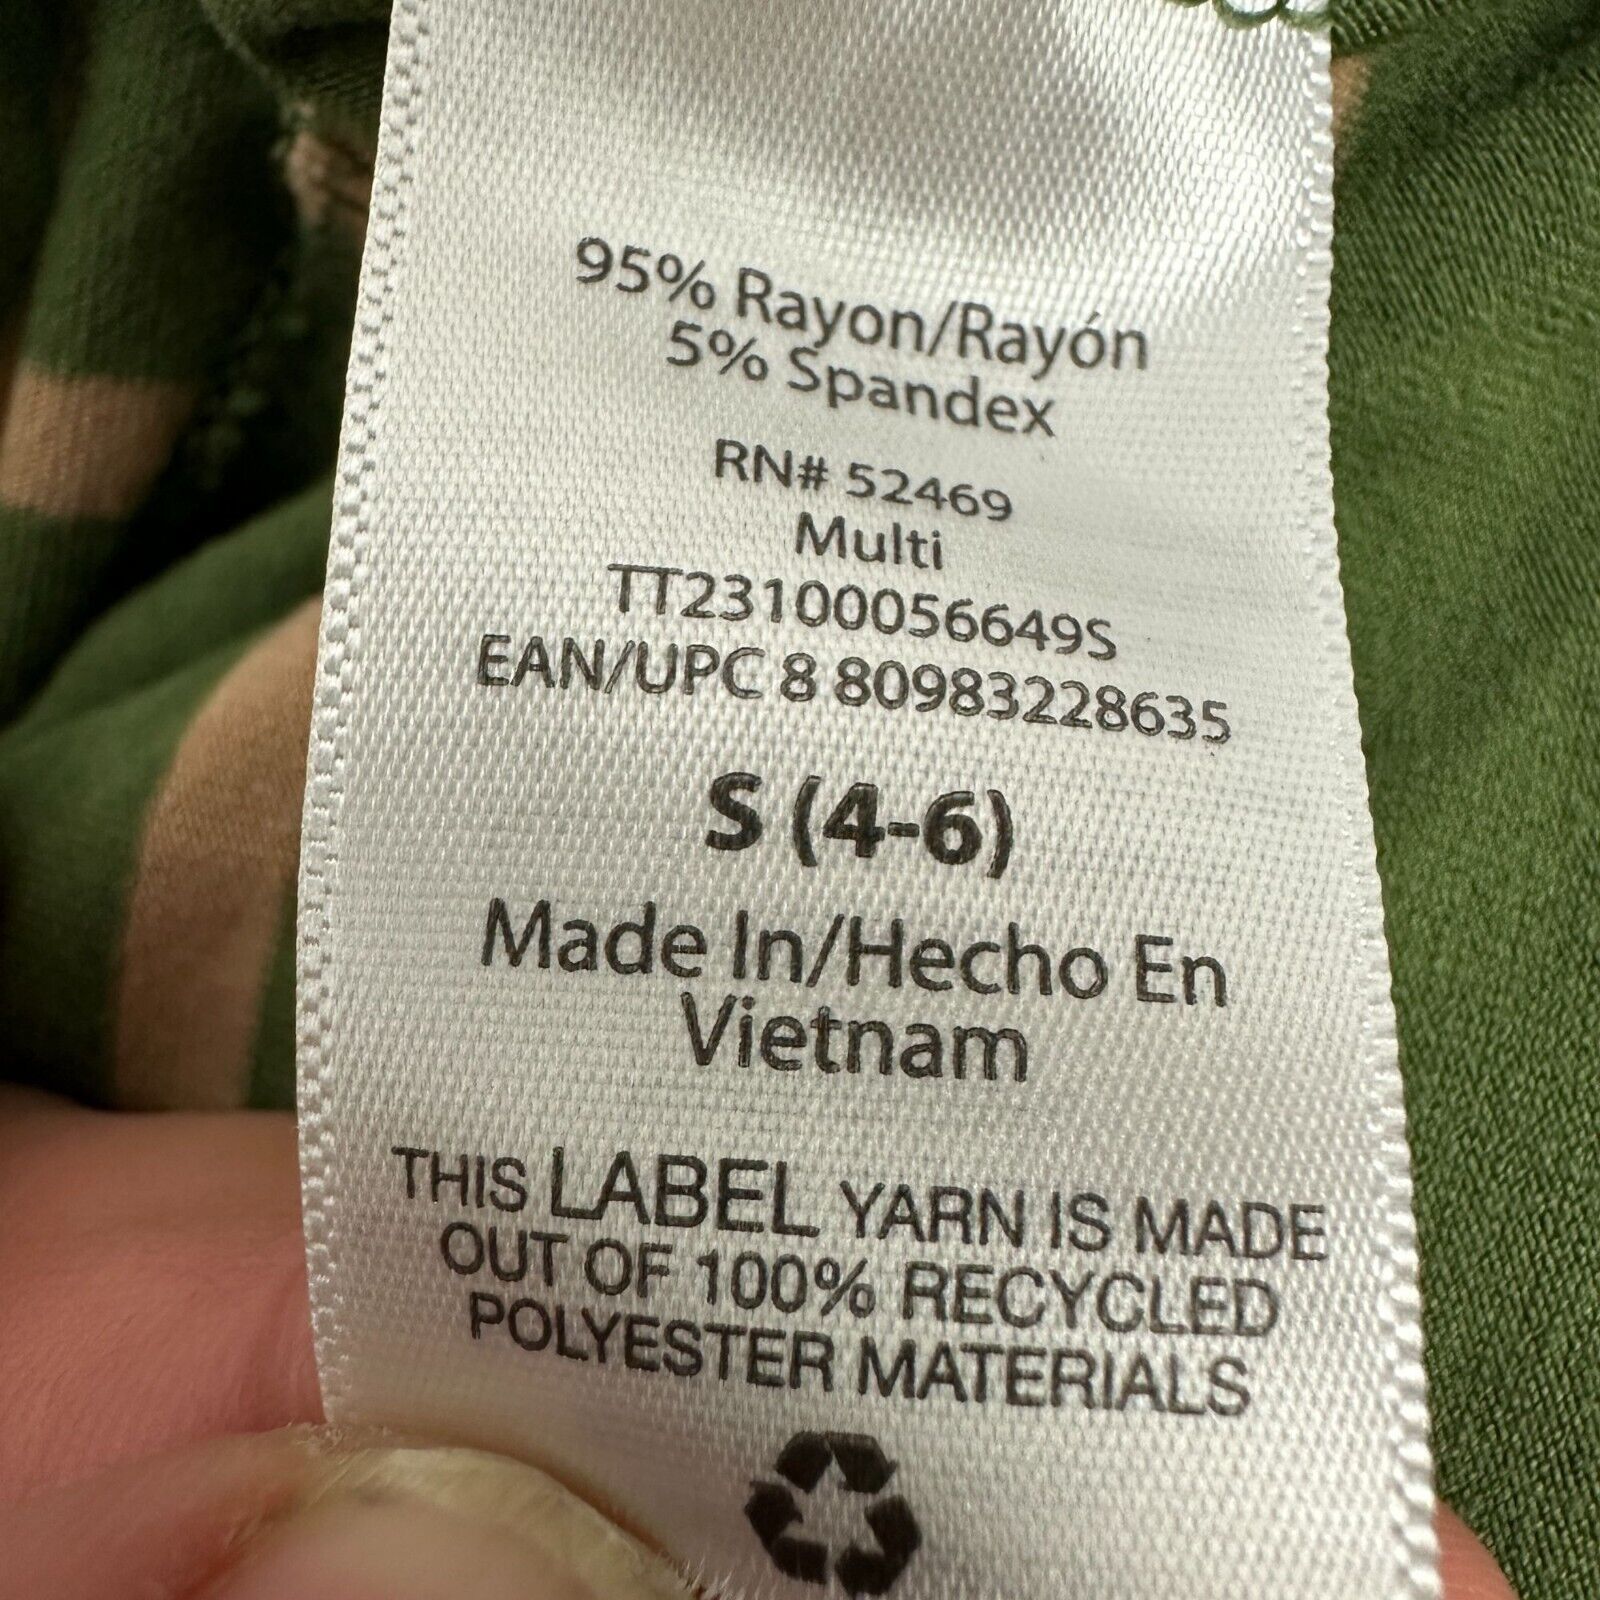 95% Rayon/Rayón
5% Spandex
RN# 52469
Multi
TT23100056649S
EAN/UPC 8 80983228635
S (4-6)
Made In/Hecho En
Vietnam
THIS LABEL YARN IS MADE
OUT OF 100% RECYCLED
POLYESTER MATERIALS